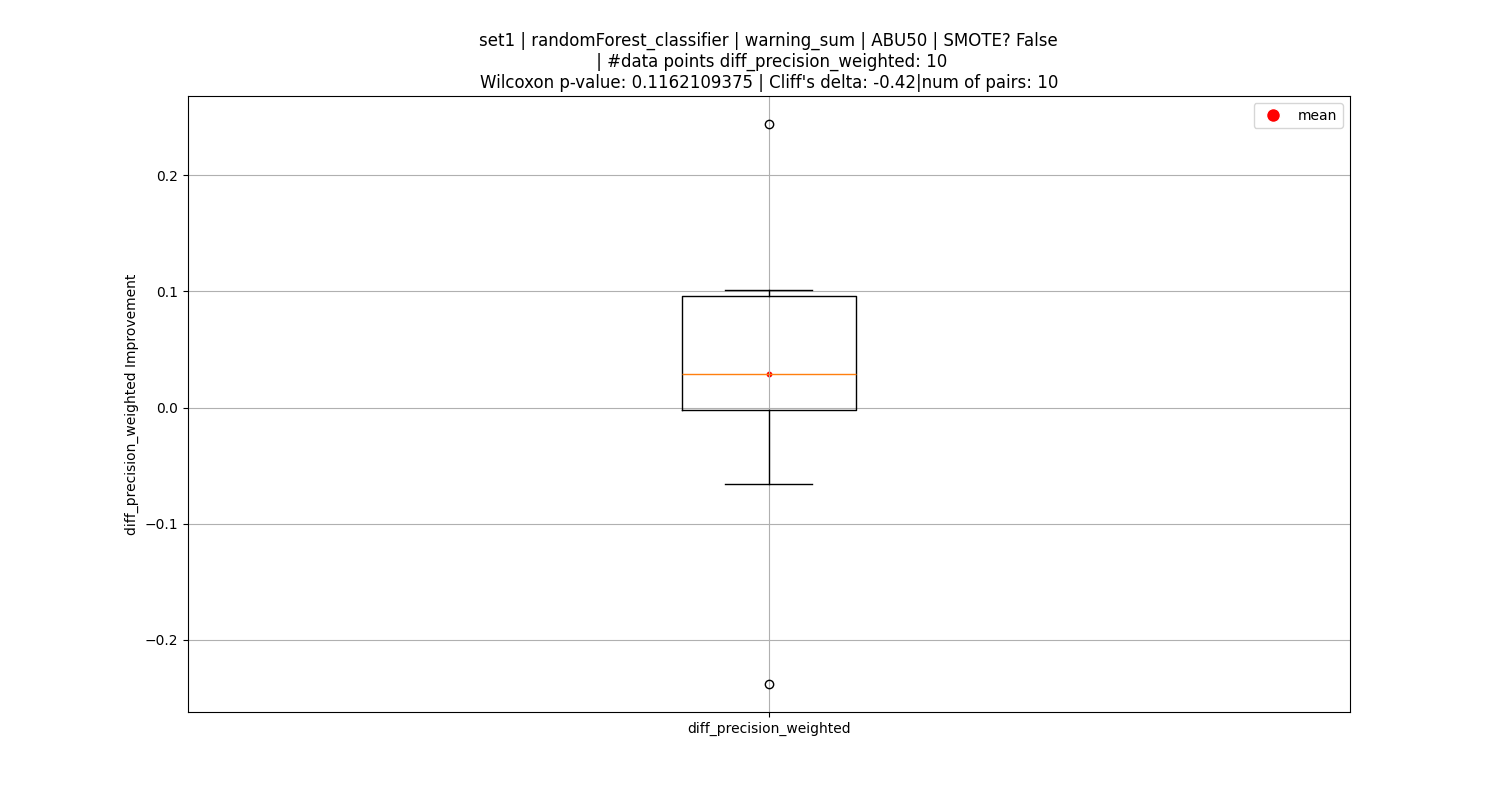 set1 | randomForest_classifier | warning_sum | ABU50 | SMOTE? False
| #data points diff_precision_weighted: 10
Wilcoxon p-value: 0.1162109375 | Cliff's delta: -0.42|num of pairs: 10
mean
0.2
0.1
0.0
−0.1
−0.2
diff_precision_weighted Improvement
diff_precision_weighted